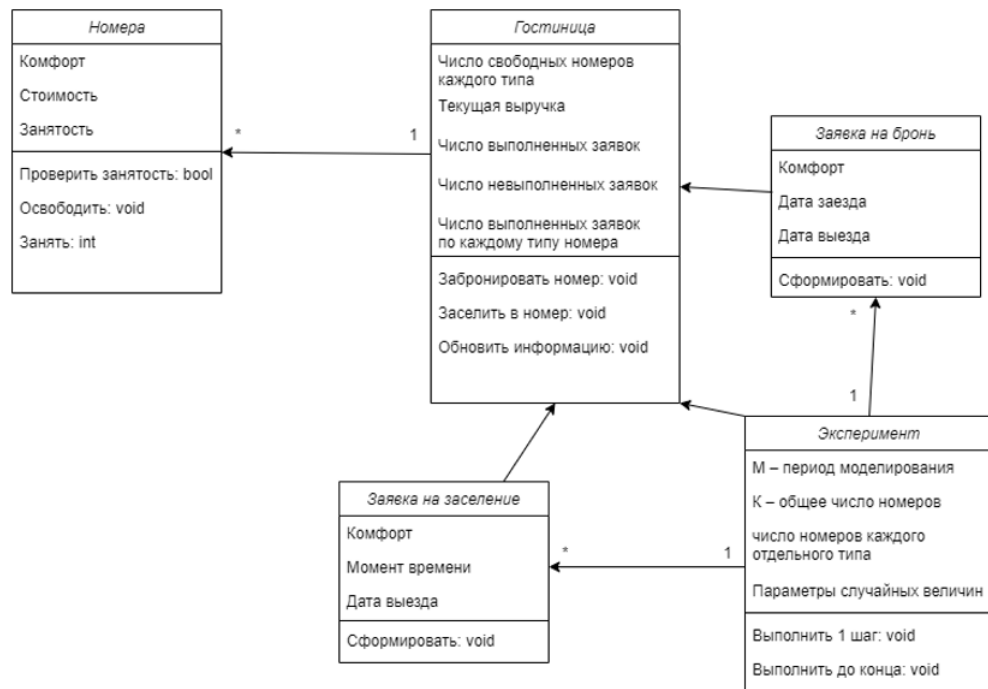 Номера
Комфорт
Стоимость
Занятость
Проверить занятость: bool
Освободить: void
Занять: int
*
1
Гостиница
Число свободных номеров
каждого типа
Текущая выручка
Число выполненных заявок
Число невыполненных заявок
Число выполненных заявок
по каждому типу номера
Забронировать номер: void
Заселить в номер: void
Обновить информацию: void
Заявка на бронь
Комфорт
Дата заезда
Дата выезда
Сформировать: void
*
1
Заявка на заселение
Комфорт
Момент времени
Дата выезда
Сформировать: void
*
1
Эксперимент
М – период моделирования
К – общее число номеров
число номеров каждого
отдельного типа
Параметры случайных величин
Выполнить 1 шаг: void
Выполнить до конца: void